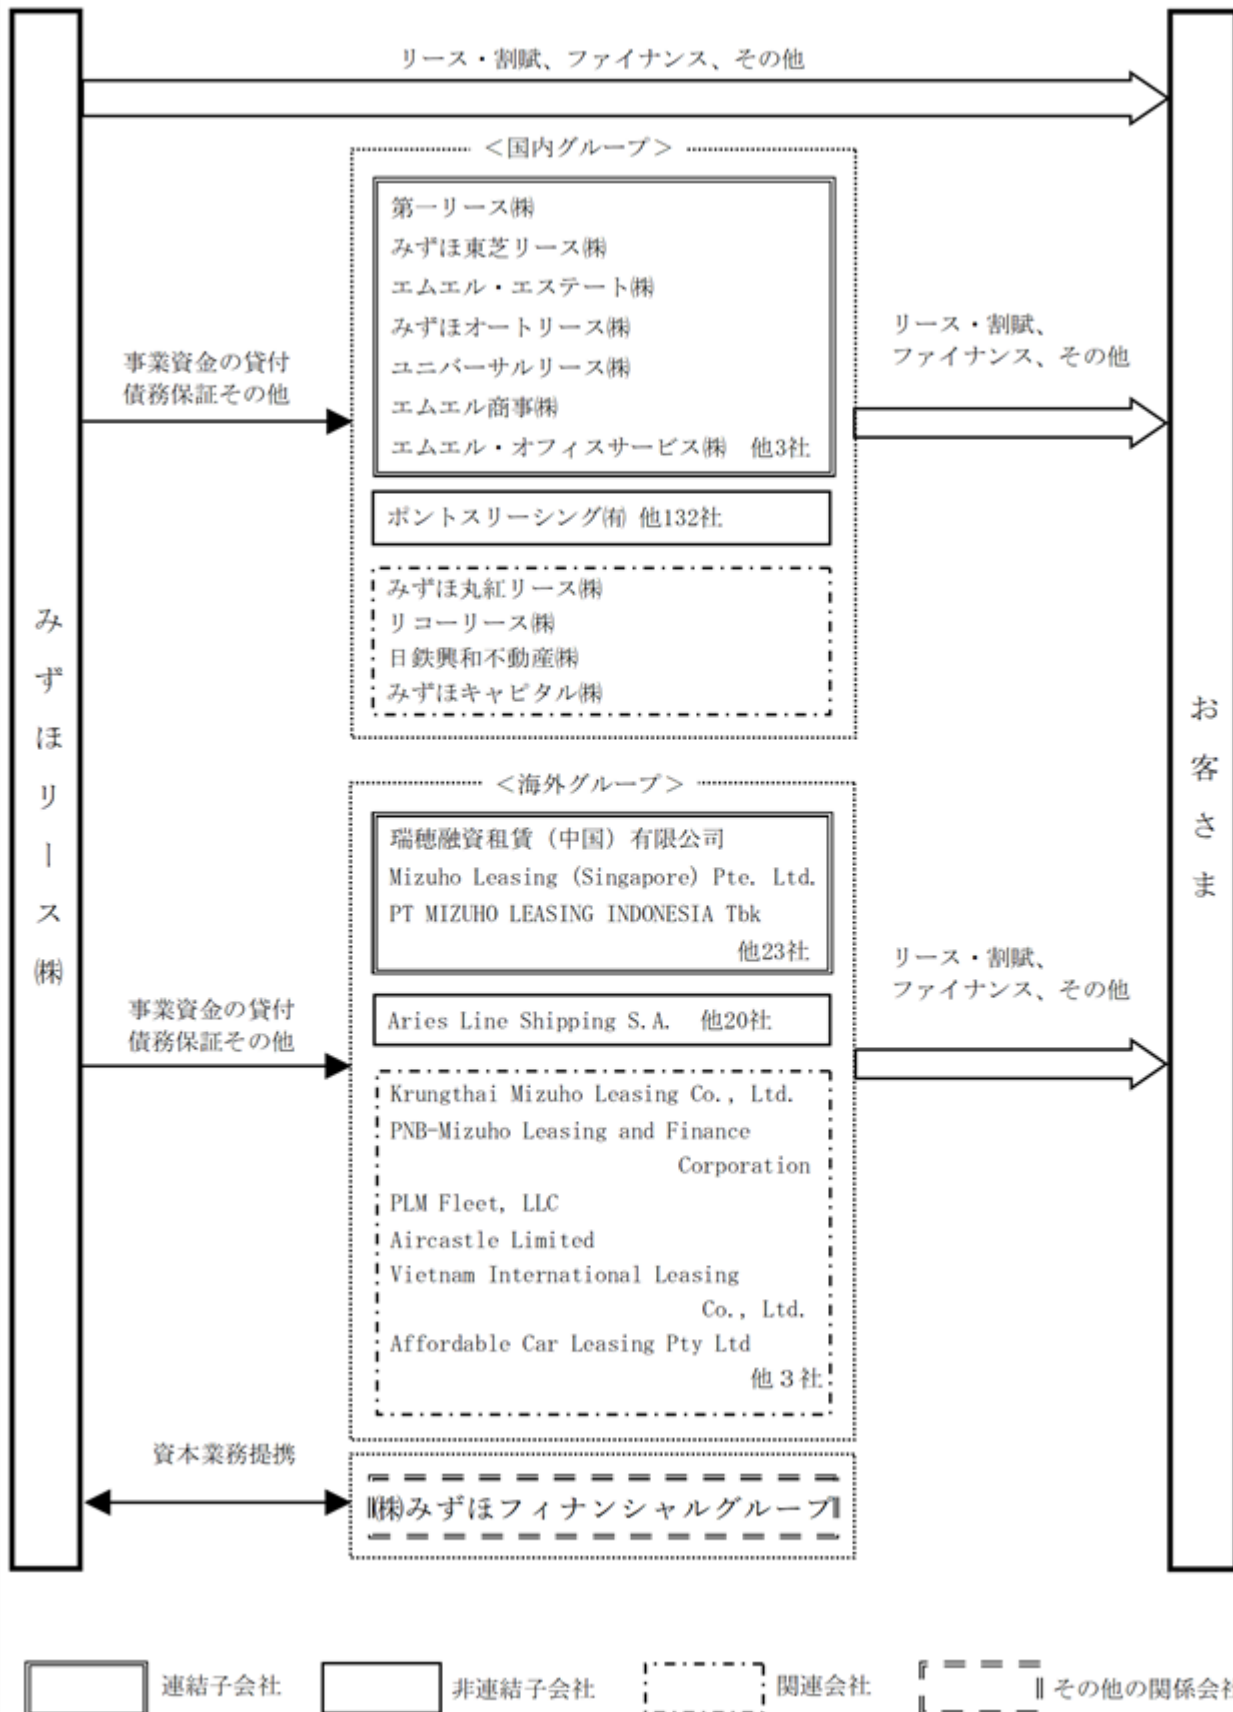 リース・割賦、ファイナンス、その他
＜国内グループ＞
第一リース㈱
みずほ東芝リース㈱
エムエル・エステート㈱
みずほオートリース㈱
ユニバーサルリース㈱
エムエル商事㈱
エムエル・オフィスサービス㈱　他3社
ポントスリーシング㈲ 他132社
みずほ丸紅リース㈱
リコーリース㈱
日鉄興和不動産㈱
みずほキャピタル㈱
事業資金の貸付
債務保証その他
リース・割賦、
ファイナンス、その他
みずほリース㈱
お客さま
＜海外グループ＞
瑞穂融資租賃（中国）有限公司
Mizuho Leasing (Singapore) Pte. Ltd.
PT MIZUHO LEASING INDONESIA Tbk
他23社
Aries Line Shipping S.A.　他20社
Krungthai Mizuho Leasing Co., Ltd.
PNB-Mizuho Leasing and Finance
Corporation
PLM Fleet, LLC
Aircastle Limited
Vietnam International Leasing
Co., Ltd.
Affordable Car Leasing Pty Ltd
他３社
事業資金の貸付
債務保証その他
リース・割賦、
ファイナンス、その他
資本業務提携
㈱みずほフィナンシャルグループ
連結子会社
非連結子会社
関連会社
その他の関係会社